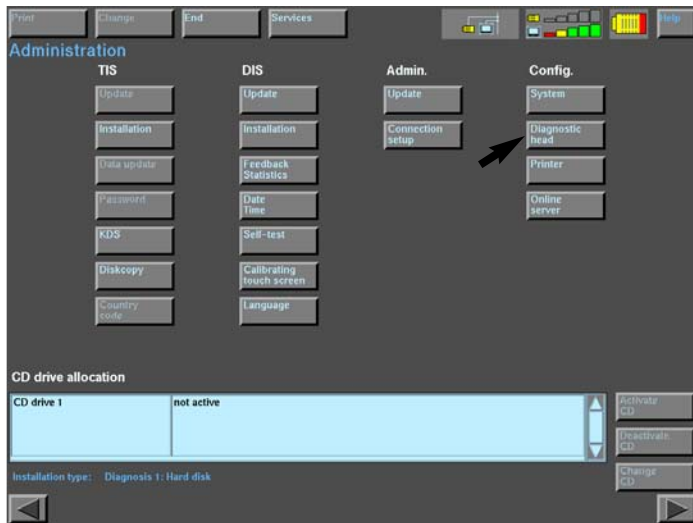 Print
Change
End
Services
Help
Administration
TIS
DIS
Admin.
Config.
Update
Update
Update
System
Installation
Installation
Connection
setup
Diagnostic
head
Data update
Feedback
Statistics
Printer
Password
Date
Time
Online
server
KDS
Self-test
Diskcopy
Calibrating
touch screen
Country
code
Language
CD drive allocation
CD drive 1
not active
Activate
CD
Deactivate
CD
Change
CD
Installation type: Diagnosis 1: Hard disk